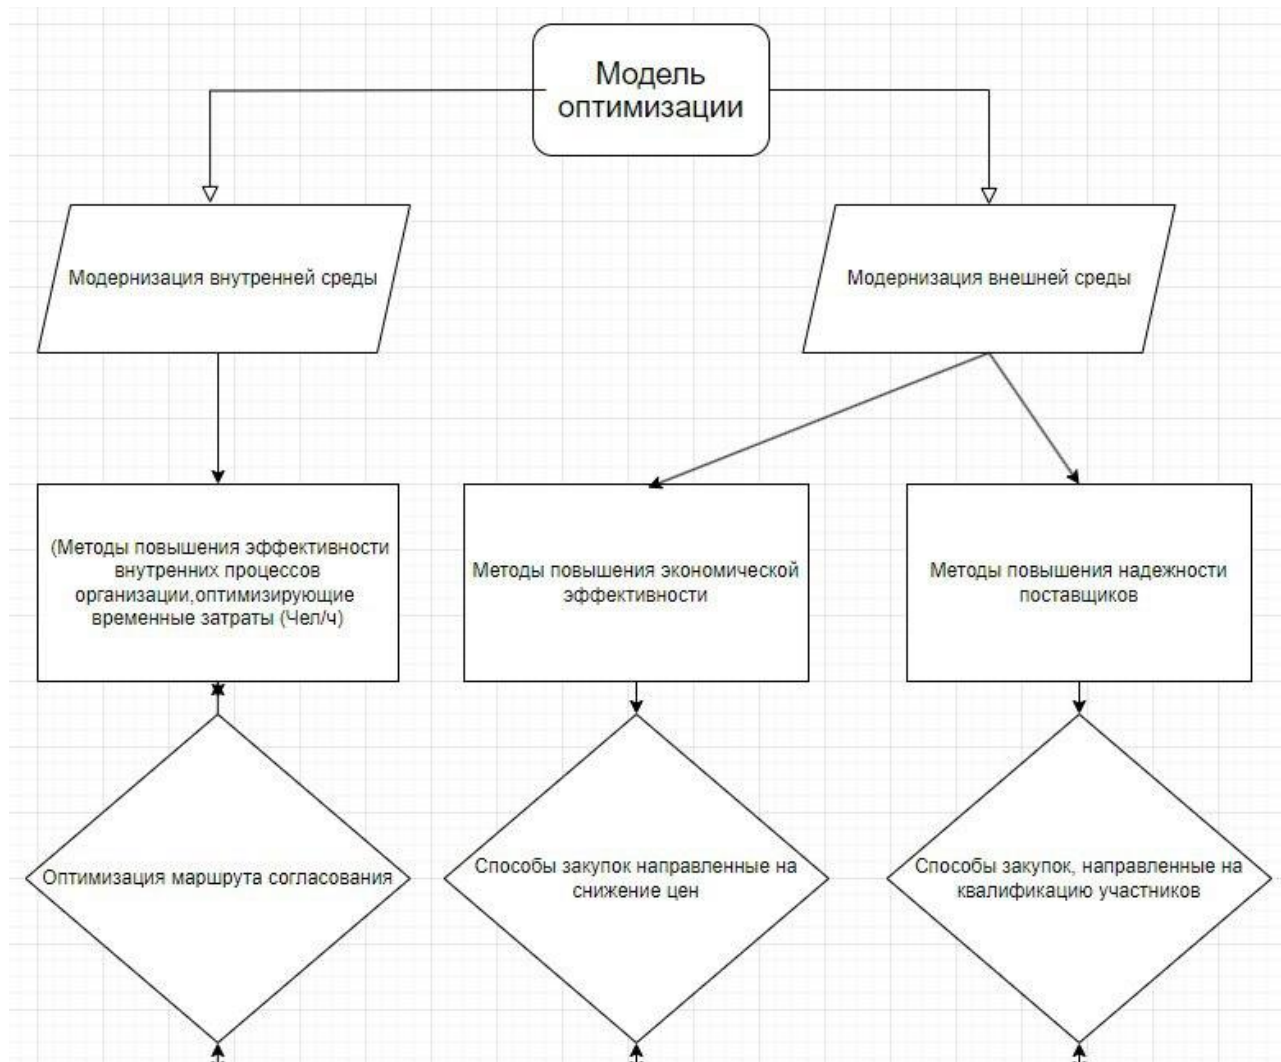 Модель
оптимизации
Модернизация внутренней среды
Модернизация внешней среды
(Методы повышения эффективности
внутренних процессов
организации,оптимизирующие
временные затраты (Чел/ч)
Методы повышения экономической
эффективности
Методы повышения надежности
поставщиков
Оптимизация маршрута согласования
Способы закупок направленные на
снижение цен
Способы закупок, направленные на
квалификацию участников